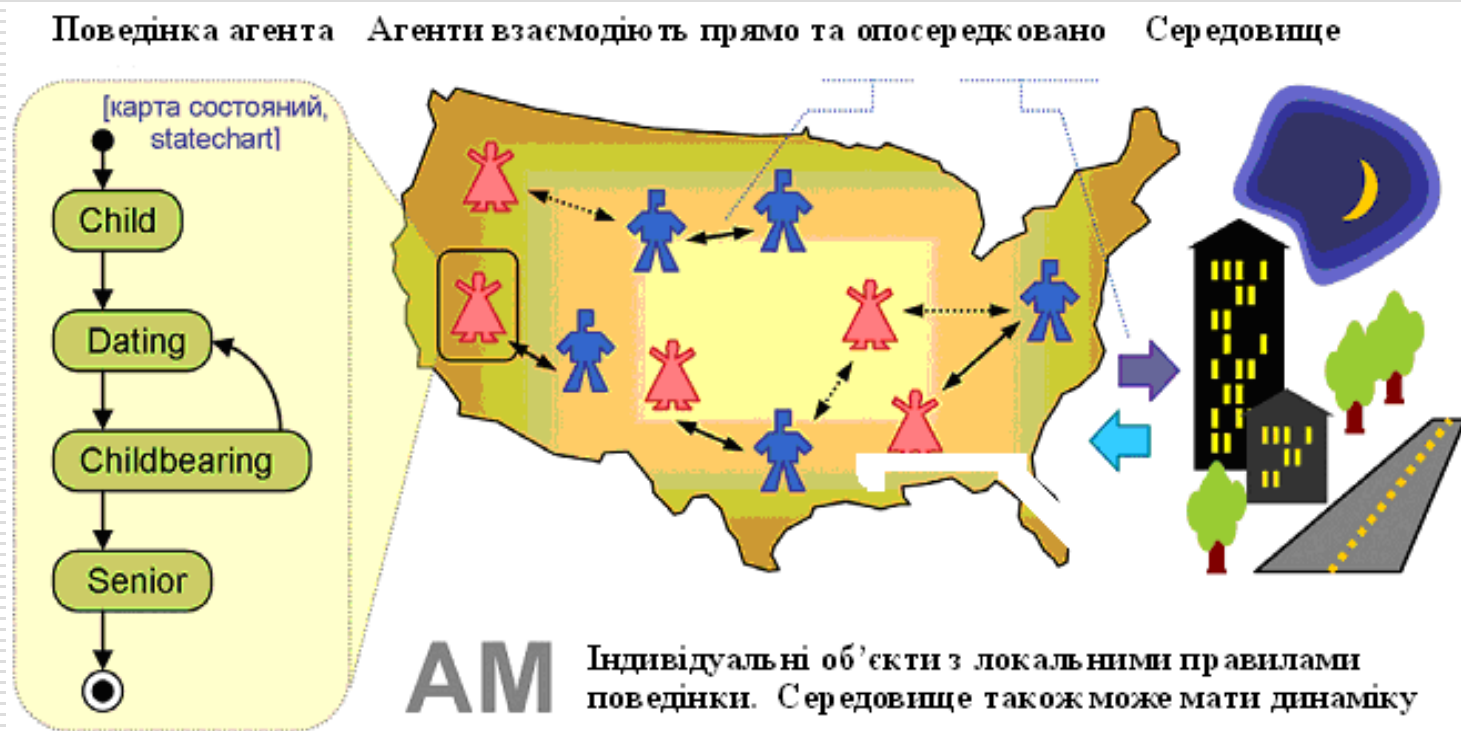 Поведінка агента Агенти взаємодіють прямо та опосередковано Середовище
[карта состояний,
statechart]
Child
Dating
Childbearing
Senior
AM
Індивідуальні об’єкти з локальними правилами
поведінки. Середовище також може мати динаміку